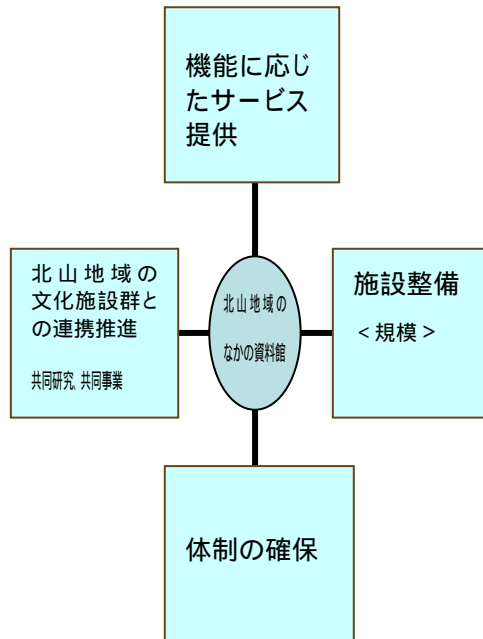 機能に応じ
たサービス
提供
北山地域の
文化施設群と
の連携推進
共同研究, 共同事業
北山地域の
なかの資料館
施設整備
<規模>
体制の確保